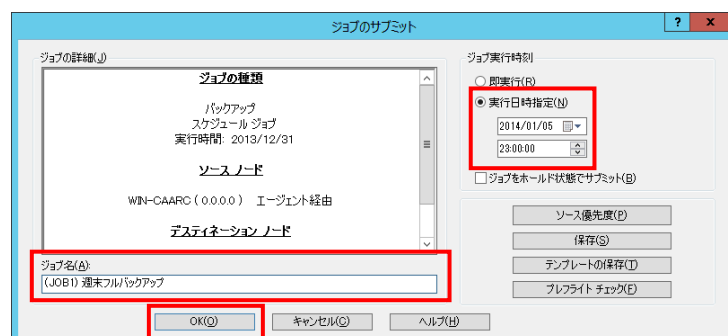 ジョブのサブミット
? x
ジョブの詳細(J)
ジョブの種類
バックアップ
スケジュール ジョブ
実行時間: 2013/12/31
ソース ノード
WIN-CAARC ( 0.0.0.0 ) エージェント経由
デスティネーション ノード
ジョブ名(A):
(JOB1) 週末フルバックアップ
ジョブ実行時刻
即実行(R)
実行日時指定(N)
2014/01/05
23:00:00
ジョブをホールド状態でサブミット(B)
ソース優先度(P)
保存(S)
テンプレートの保存(T)
プレフライト チェック(F)
OK(O)
キャンセル(C)
ヘルプ(H)